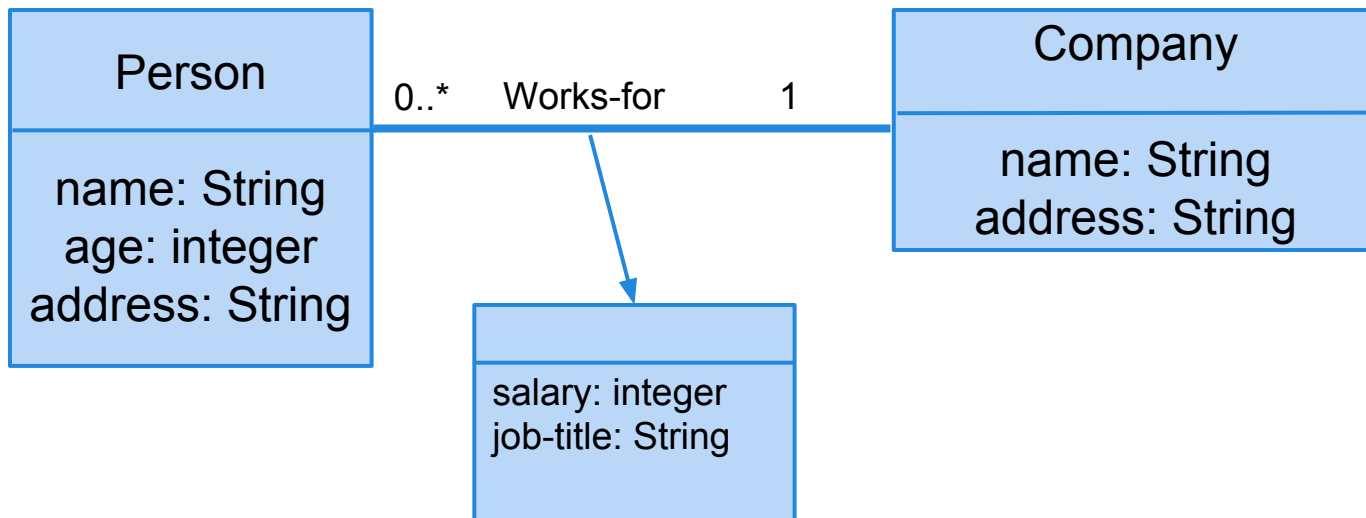 Person
name: String
age: integer
address: String
0..* Works-for 1
Company
name: String
address: String
salary: integer
job-title: String